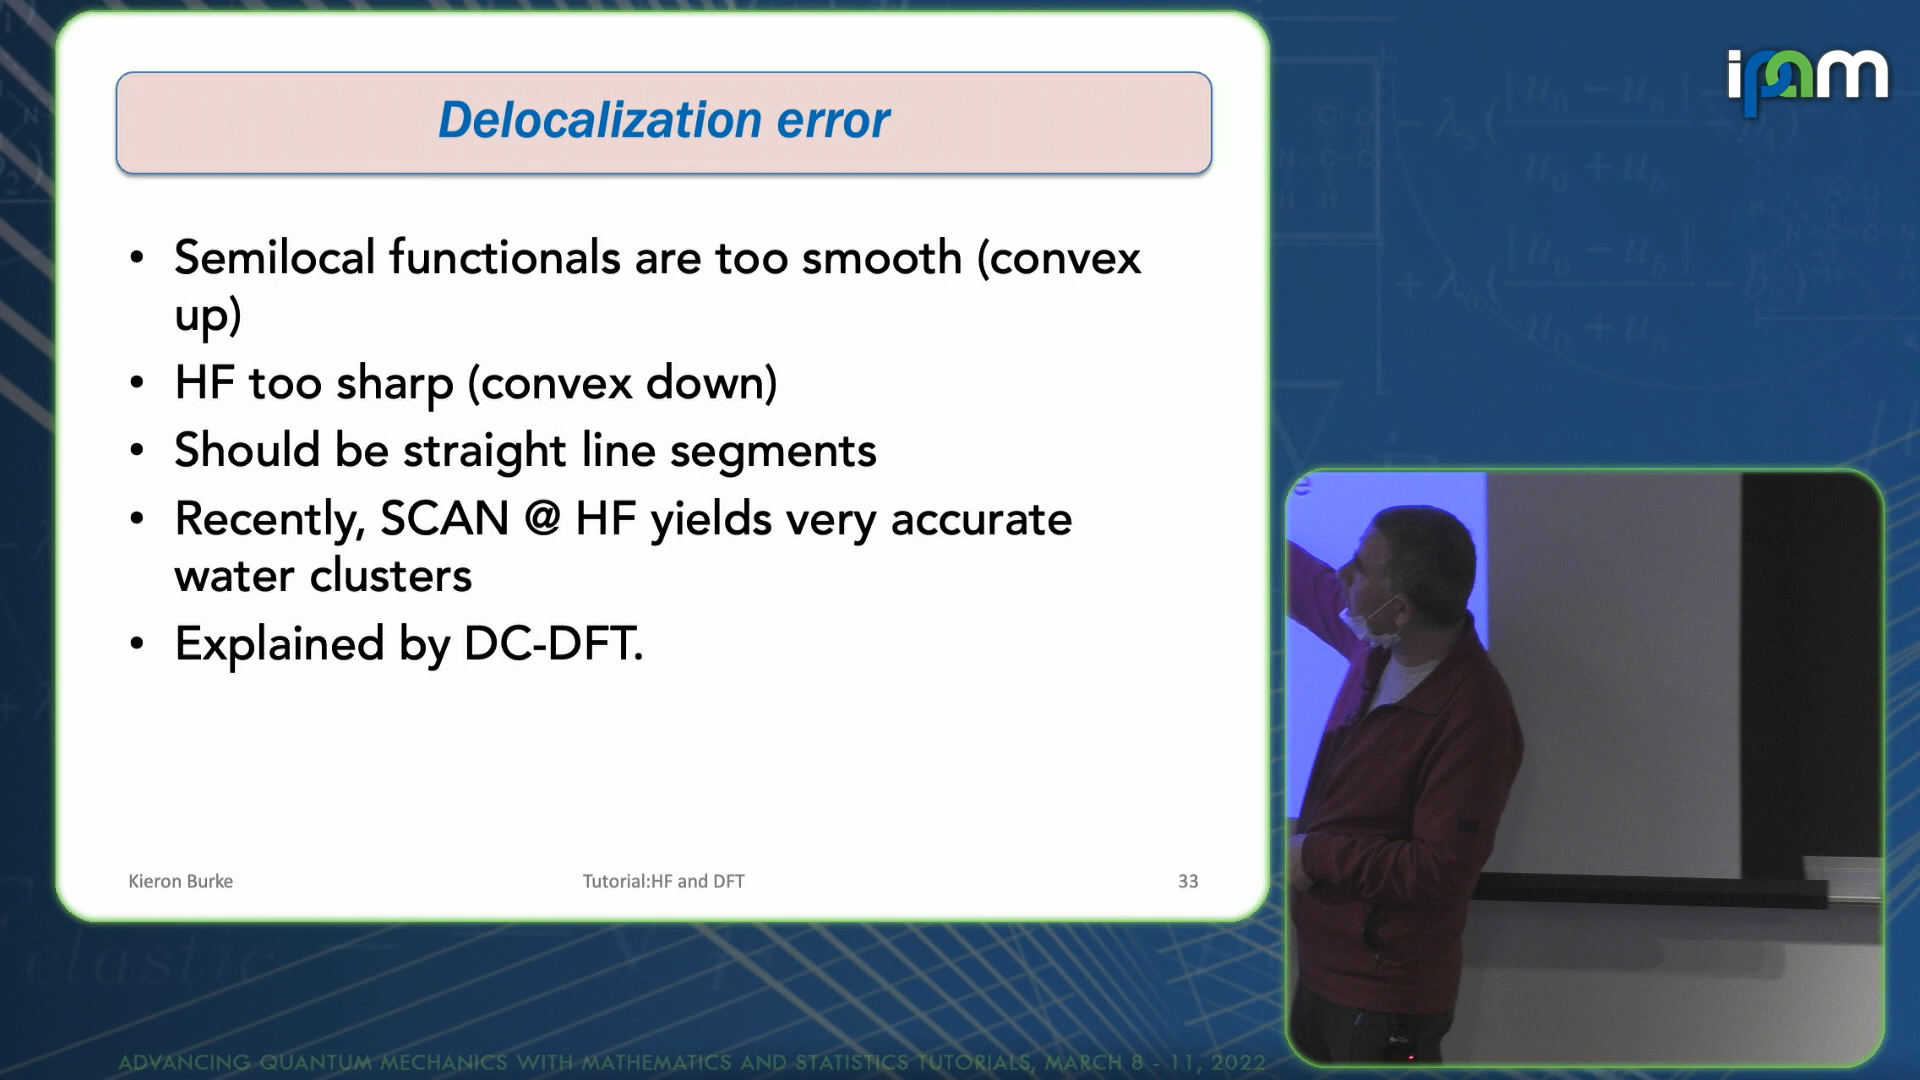 ipam
Delocalization error
• Semilocal functionals are too smooth (convex
up)
• HF too sharp (convex down)
• Should be straight line segments
• Recently, SCAN @ HF yields very accurate
water clusters
• Explained by DC-DFT.
Kieron Burke
Tutorial:HF and DFT
33
elastic
ADVANCING QUANTUM MECHANICS WITH MATHEMATICS AND STATISTICS TUTORIALS, MARCH 8 - 11, 2022